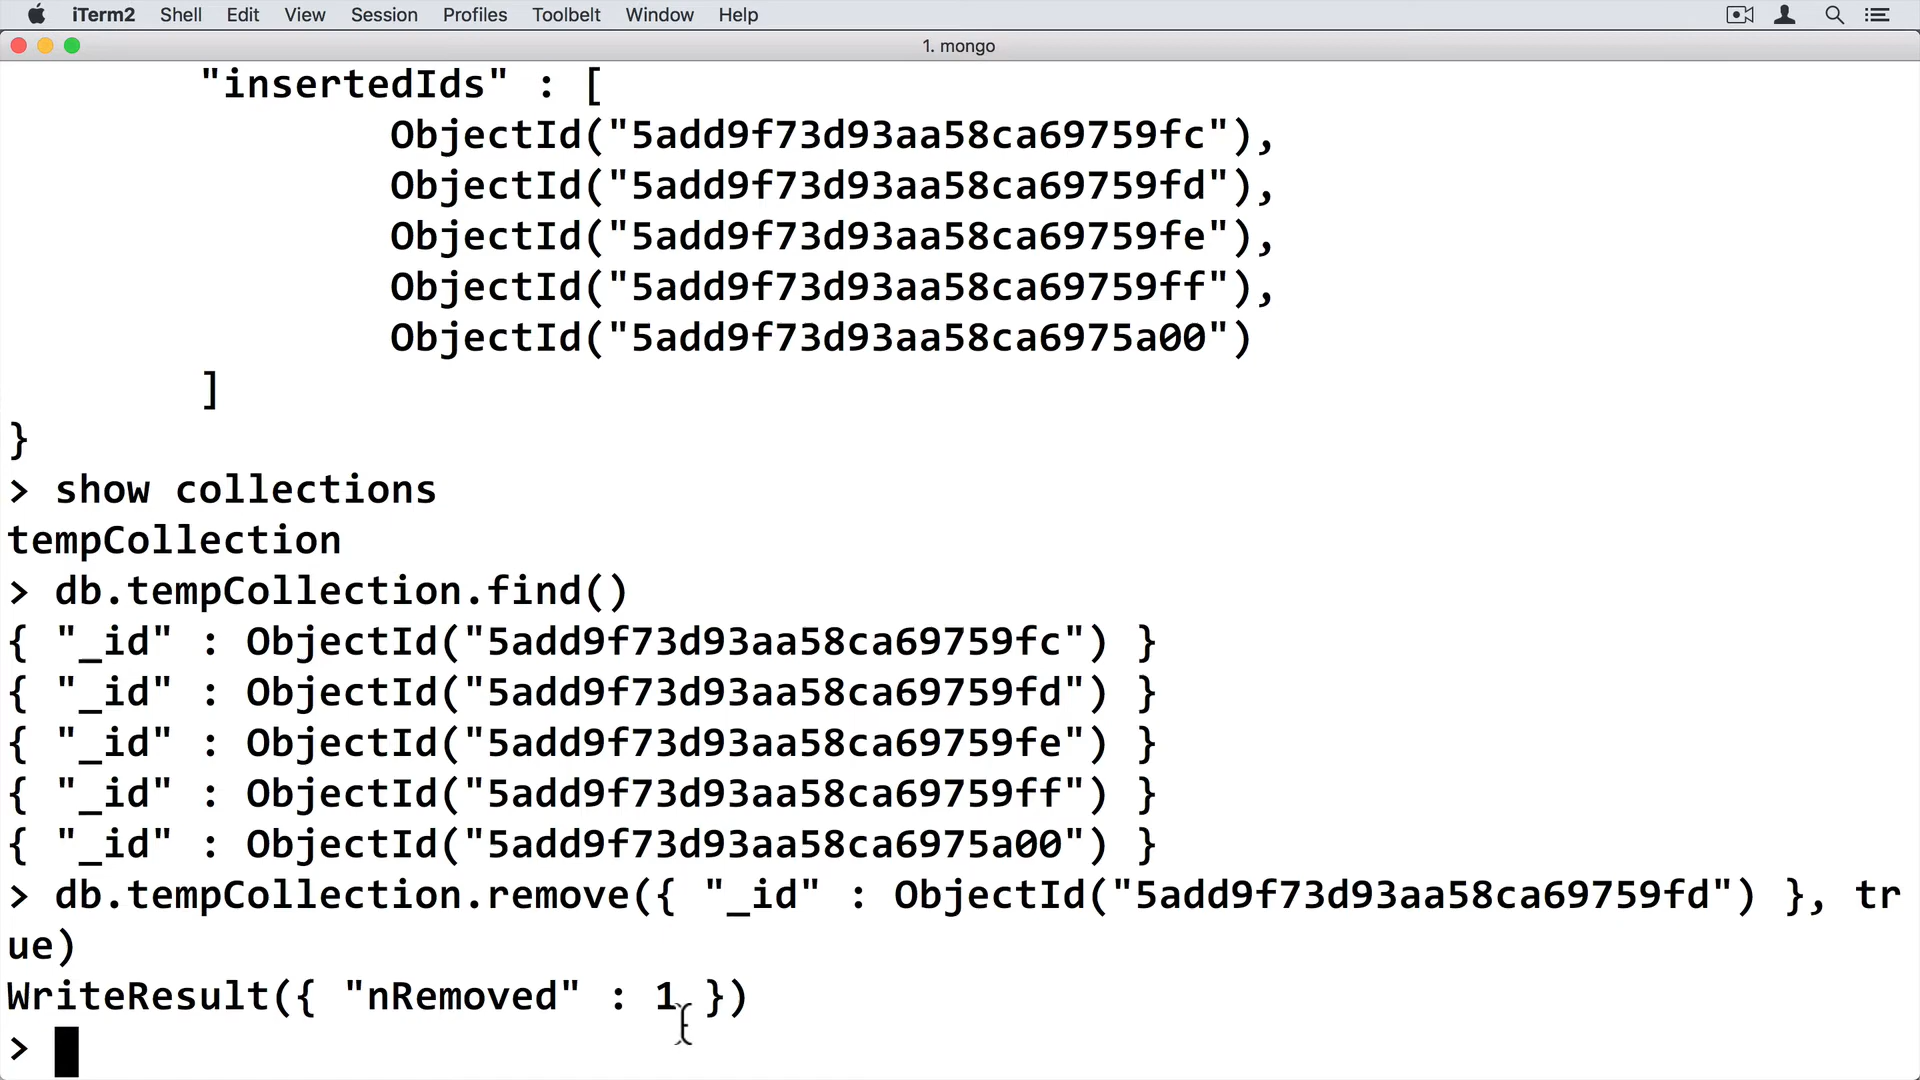 iTerm2 Shell Edit View Session Profiles Toolbelt Window Help
1. mongo
"insertedIds" : [
ObjectId("5add9f73d93aa58ca69759fc"),
ObjectId("5add9f73d93aa58ca69759fd"),
ObjectId("5add9f73d93aa58ca69759fe"),
ObjectId("5add9f73d93aa58ca69759ff"),
ObjectId("5add9f73d93aa58ca6975a00")
]
}
> show collections
tempCollection
> db.tempCollection.find()
{ "_id" : ObjectId("5add9f73d93aa58ca69759fc") }
{ "_id" : ObjectId("5add9f73d93aa58ca69759fd") }
{ "_id" : ObjectId("5add9f73d93aa58ca69759fe") }
{ "_id" : ObjectId("5add9f73d93aa58ca69759ff") }
{ "_id" : ObjectId("5add9f73d93aa58ca6975a00") }
> db.tempCollection.remove({ "_id" : ObjectId("5add9f73d93aa58ca69759fd") }, tr
ue)
WriteResult({ "nRemoved" : 1 })
>